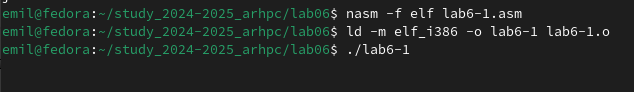 emil@fedora:~/study_2024-2025_arhpc/lab06$ nasm -f elf lab6-1.asm
emil@fedora:~/study_2024-2025_arhpc/lab06$ ld -m elf_i386 -o lab6-1 lab6-1.o
emil@fedora:~/study_2024-2025_arhpc/lab06$ ./lab6-1